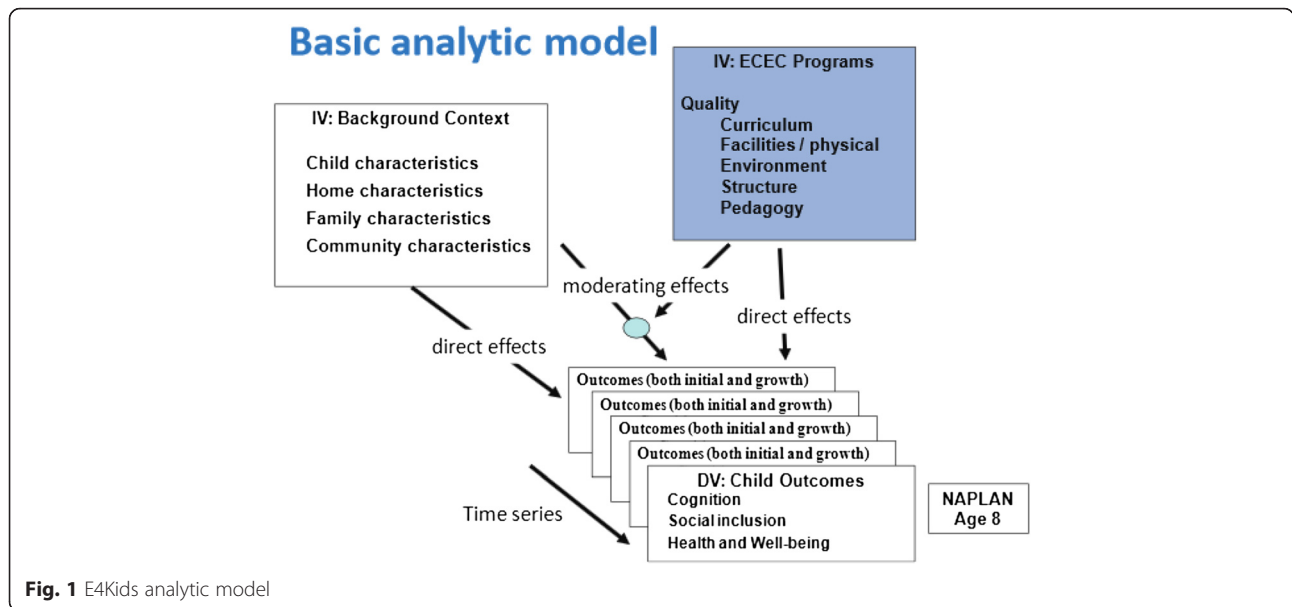 Basic analytic model
IV: ECEC Programs
Quality
Curriculum
Facilities / physical
Environment
Structure
Pedagogy
IV: Background Context
Child characteristics
Home characteristics
Family characteristics
Community characteristics
moderating effects
direct effects
direct effects
Outcomes (both initial and growth)
Outcomes (both initial and growth)
Outcomes (both initial and growth)
Outcomes (both initial and growth)
DV: Child Outcomes
Cognition
Social inclusion
Health and Well-being
Time series
NAPLAN
Age 8
Fig. 1 E4Kids analytic model